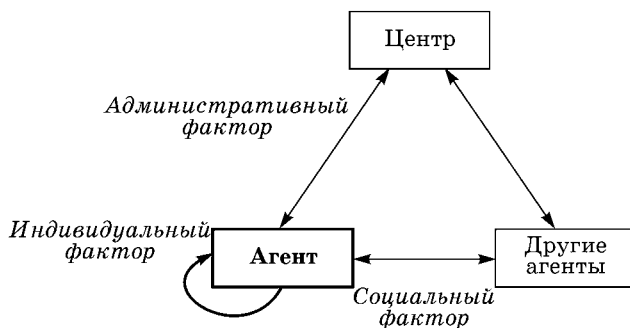 Центр
Административный
фактор
Индивидуальный
фактор
Агент
Другие
агенты
Социальный
фактор